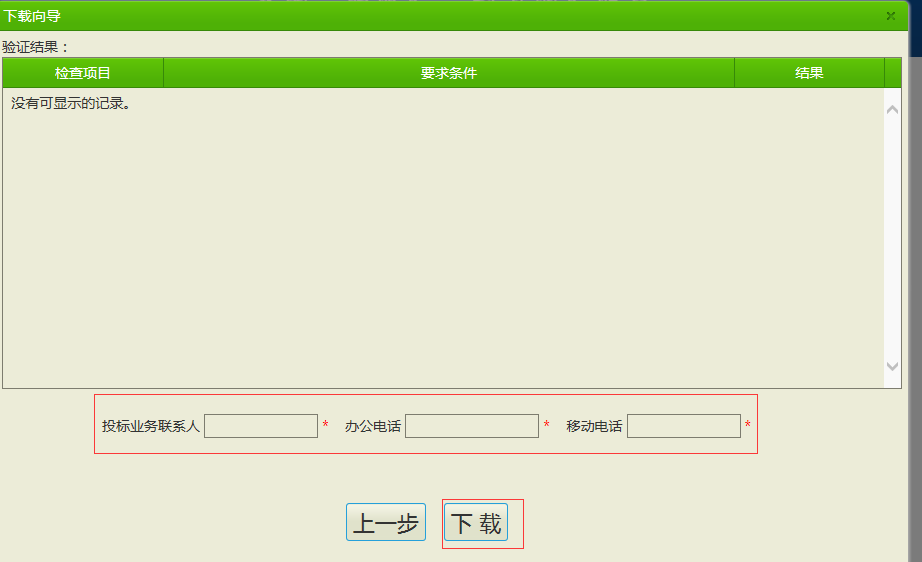 下载向导
验证结果：
检查项目 要求条件 结果
没有可显示的记录。
投标业务联系人 * 办公电话 * 移动电话 *
上一步 下 载